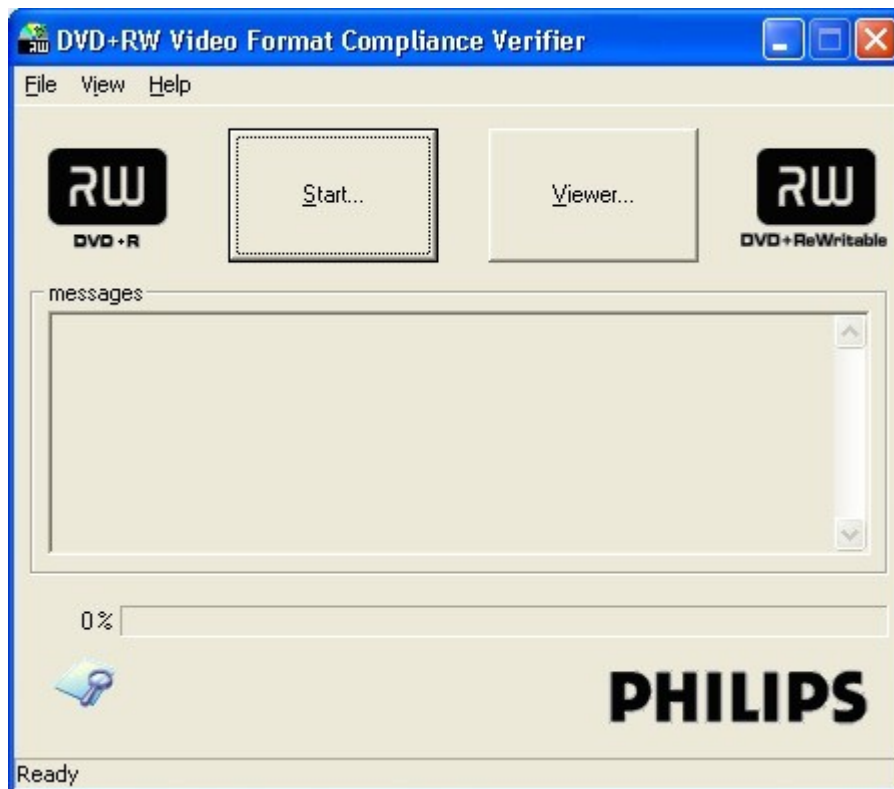 DVD+RW Video Format Compliance Verifier
File View Help
RW
DVD+R
Start...
Viewer...
RW
DVD+ReWritable
messages
0%
PHILIPS
Ready